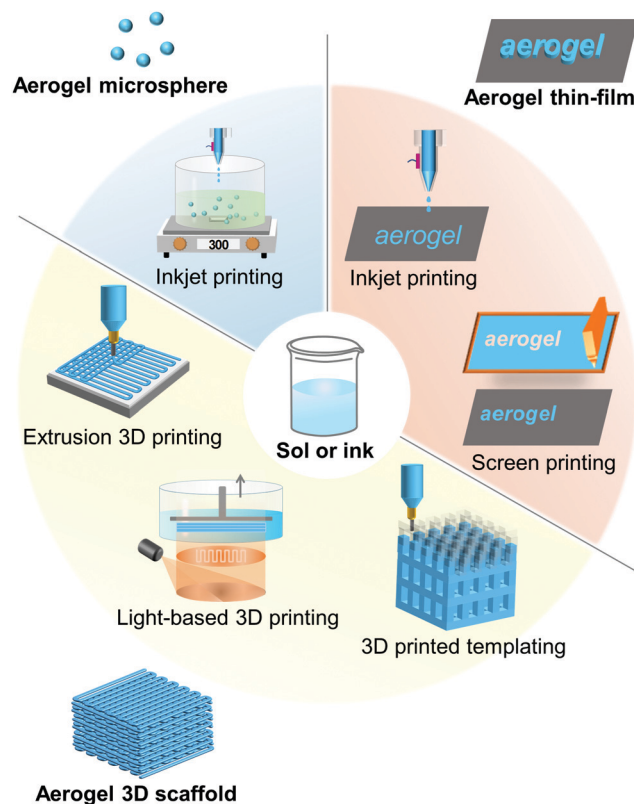 aerogel
Aerogel microsphere
Aerogel thin-film
300
Inkjet printing
aerogel
Inkjet printing
aerogel
aerogel
Extrusion 3D printing
Sol or ink
Screen printing
Light-based 3D printing
3D printed templating
Aerogel 3D scaffold